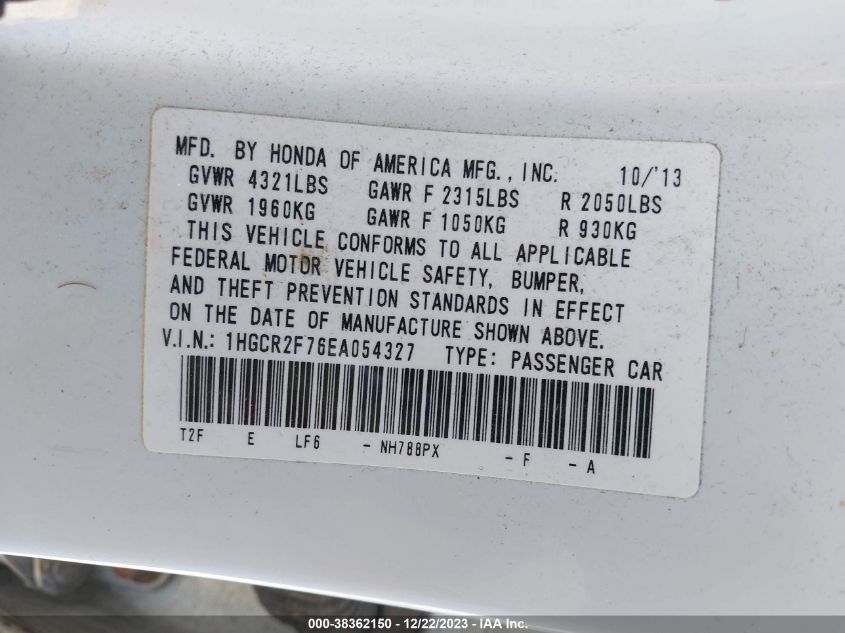 MFD. BY HONDA OF AMERICA MFG., INC. 10/'13
GVWR 4321LBS GAWR F 2315LBS R 2050LBS
GVWR 1960KG GAWR F 1050KG R 930KG
THIS VEHICLE CONFORMS TO ALL APPLICABLE
FEDERAL MOTOR VEHICLE SAFETY, BUMPER,
AND THEFT PREVENTION STANDARDS IN EFFECT
ON THE DATE OF MANUFACTURE SHOWN ABOVE.
V.I.N.: 1HGCR2F76EA054327 TYPE: PASSENGER CAR
T2F E LF6 - NH788PX - F - A
000-38362150 - 12/22/2023 - IAA Inc.